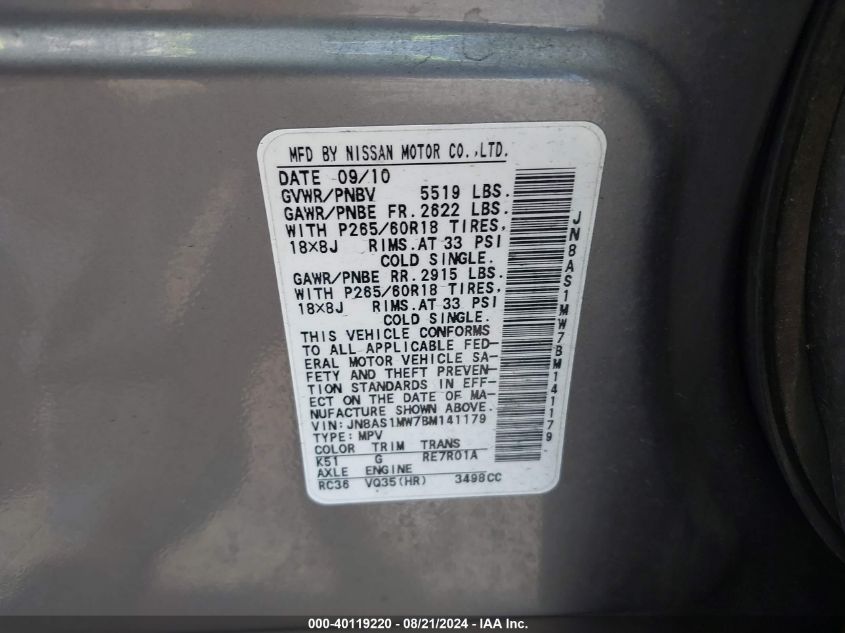 MFD BY NISSAN MOTOR CO.,LTD.
DATE 09/10
GVWR/PNBV 5519 LBS.
GAWR/PNBE FR. 2622 LBS.
WITH P265/60R18 TIRES,
18×8J RIMS.AT 33 PSI
COLD SINGLE.
GAWR/PNBE RR. 2915 LBS.
WITH P265/60R18 TIRES,
18×8J RIMS.AT 33 PSI
COLD SINGLE.
THIS VEHICLE CONFORMS
TO ALL APPLICABLE FED-
ERAL MOTOR VEHICLE SA-
FETY AND THEFT PREVEN-
TION STANDARDS IN EFF-
ECT ON THE DATE OF MA-
NUFACTURE SHOWN ABOVE.
VIN:JN8AS1MW7BM141179
TYPE:MPV
COLOR TRIM TRANS
K51 G RE7R01A
AXLE ENGINE
RC36 VQ35(HR) 3498CC
JN8AS1MW7BM141179
000-40119220 - 08/21/2024 - IAA Inc.